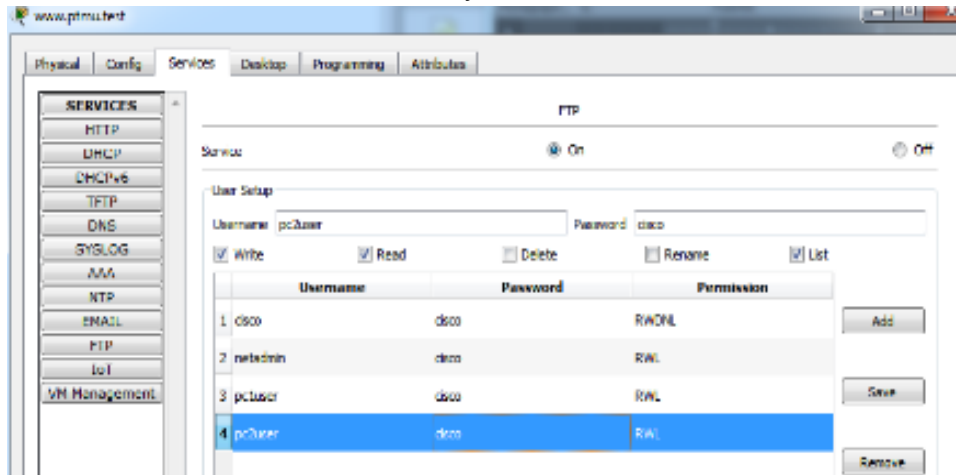 www.ptmu.test
Physical Config Services Desktop Programming Attributes
SERVICES
HTTP
DHCP
DHCPv6
TFTP
DNS
SYSLOG
AAA
NTP
EMAIL
FTP
IoT
VM Management
FTP
Service On Off
User Setup
Username pc2user Password cisco
Write Read Delete Rename List
Username Password Permission
1 cisco cisco RWDNL
2 netadmin cisco RWL
3 pc1user cisco RWL
4 pc2user cisco RWL
Add
Save
Remove